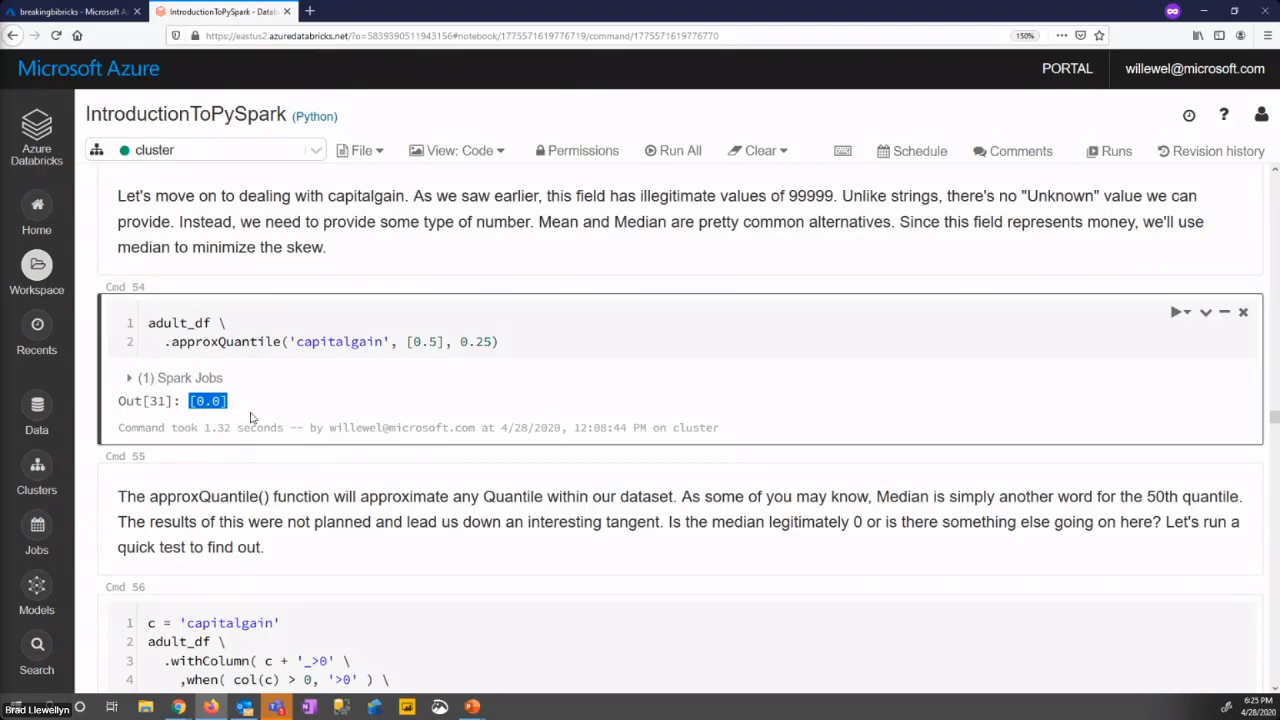 breakingbibricks - Microsoft A
IntroductionToPySpark - Datab
https://eastus2.azuredatabricks.net/?o=5839390511943156#notebook/1775571619776719/command/1775571619776770
150%
Microsoft Azure
PORTAL
willewel@microsoft.com
Azure Databricks
Home
Workspace
Recents
Data
Clusters
Jobs
Models
Search
IntroductionToPySpark (Python)
cluster
File
View: Code
Permissions
Run All
Clear
Schedule
Comments
Runs
Revision history
Let's move on to dealing with capitalgain. As we saw earlier, this field has illegitimate values of 99999. Unlike strings, there's no "Unknown" value we can
provide. Instead, we need to provide some type of number. Mean and Median are pretty common alternatives. Since this field represents money, we'll use
median to minimize the skew.
Cmd 54
1 adult_df \
2 .approxQuantile('capitalgain', [0.5], 0.25)
(1) Spark Jobs
Out[31]: [0.0]
Command took 1.32 seconds -- by willewel@microsoft.com at 4/28/2020, 12:08:44 PM on cluster
Cmd 55
The approxQuantile() function will approximate any Quantile within our dataset. As some of you may know, Median is simply another word for the 50th quantile.
The results of this were not planned and lead us down an interesting tangent. Is the median legitimately 0 or is there something else going on here? Let's run a
quick test to find out.
Cmd 56
1 c = 'capitalgain'
2 adult_df \
3 .withColumn( c + '_>0' \
4 ,when( col(c) > 0, '>0' ) \
Brad Llewellyn
6:25 PM
4/28/2020